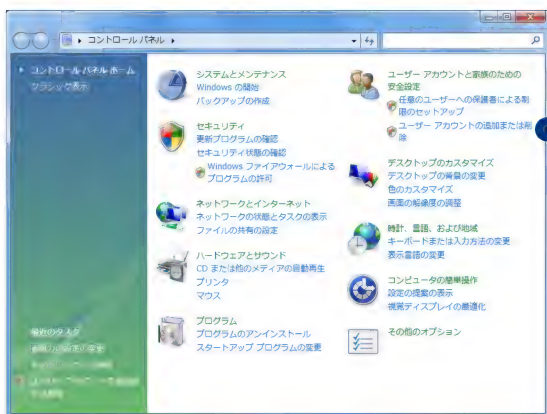 コントロール パネル
コントロール パネル ホーム
クラシック表示
システムとメンテナンス
Windows の開始
バックアップの作成
セキュリティ
更新プログラムの確認
セキュリティ状態の確認
Windows ファイアウォールによる
プログラムの許可
ネットワークとインターネット
ネットワークの状態とタスクの表示
ファイルの共有の設定
ハードウェアとサウンド
CD または他のメディアの自動再生
プリンタ
マウス
プログラム
プログラムのアンインストール
スタートアップ プログラムの変更
ユーザー アカウントと家族のための
安全設定
任意のユーザーへの保護者による制
限のセットアップ
ユーザー アカウントの追加または削
除
デスクトップのカスタマイズ
デスクトップの背景の変更
色のカスタマイズ
画面の解像度の調整
時計、言語、および地域
キーボードまたは入力方法の変更
表示言語の変更
コンピュータの簡単操作
設定の提案の表示
視覚ディスプレイの最適化
その他のオプション
最近のタスク